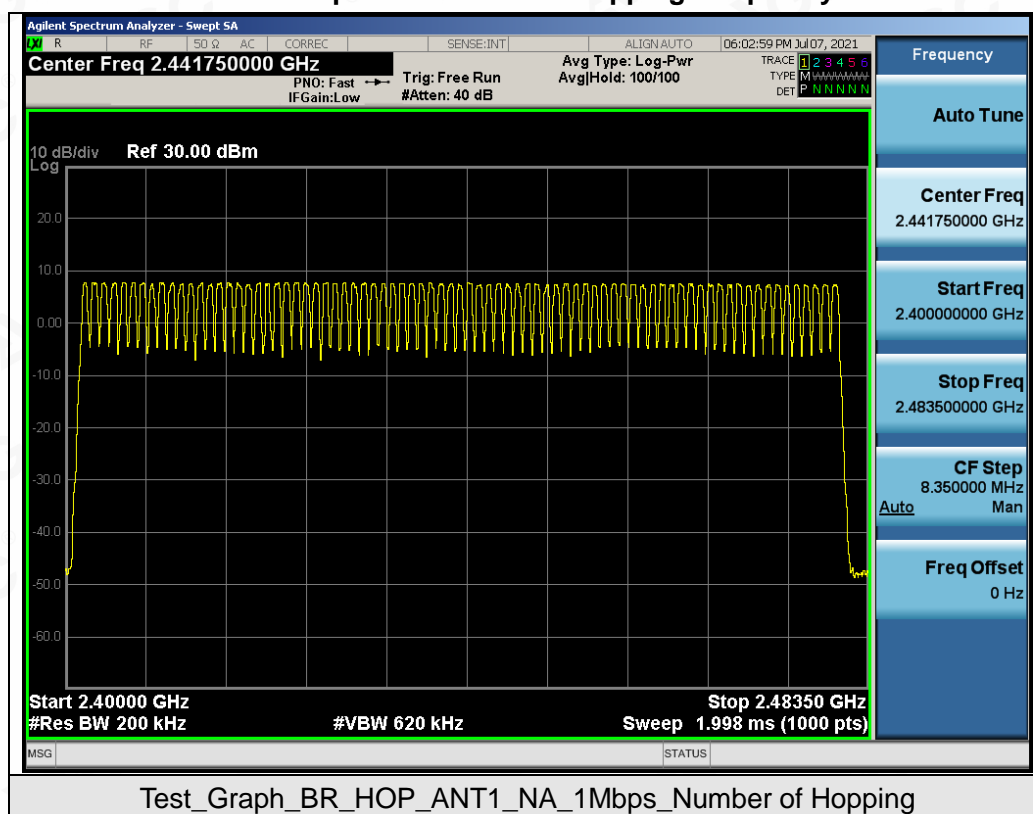 Agilent Spectrum Analyzer - Swept SA
LXI R RF 50 Ω AC CORREC SENSE:INT ALIGN AUTO 06:02:59 PM Jul 07, 2021
Center Freq 2.441750000 GHz
PNO: Fast
IFGain:Low
Trig: Free Run
#Atten: 40 dB
Avg Type: Log-Pwr
Avg|Hold: 100/100
TRACE 1 2 3 4 5 6
TYPE M WWWWW
DET P N N N N N
10 dB/div Ref 30.00 dBm
Log
20.0
10.0
0.00
-10.0
-20.0
-30.0
-40.0
-50.0
-60.0
Start 2.40000 GHz Stop 2.48350 GHz
#Res BW 200 kHz #VBW 620 kHz Sweep 1.998 ms (1000 pts)
MSG STATUS
Frequency
Auto Tune
Center Freq
2.441750000 GHz
Start Freq
2.400000000 GHz
Stop Freq
2.483500000 GHz
CF Step
8.350000 MHz
Auto Man
Freq Offset
0 Hz
Test_Graph_BR_HOP_ANT1_NA_1Mbps_Number of Hopping